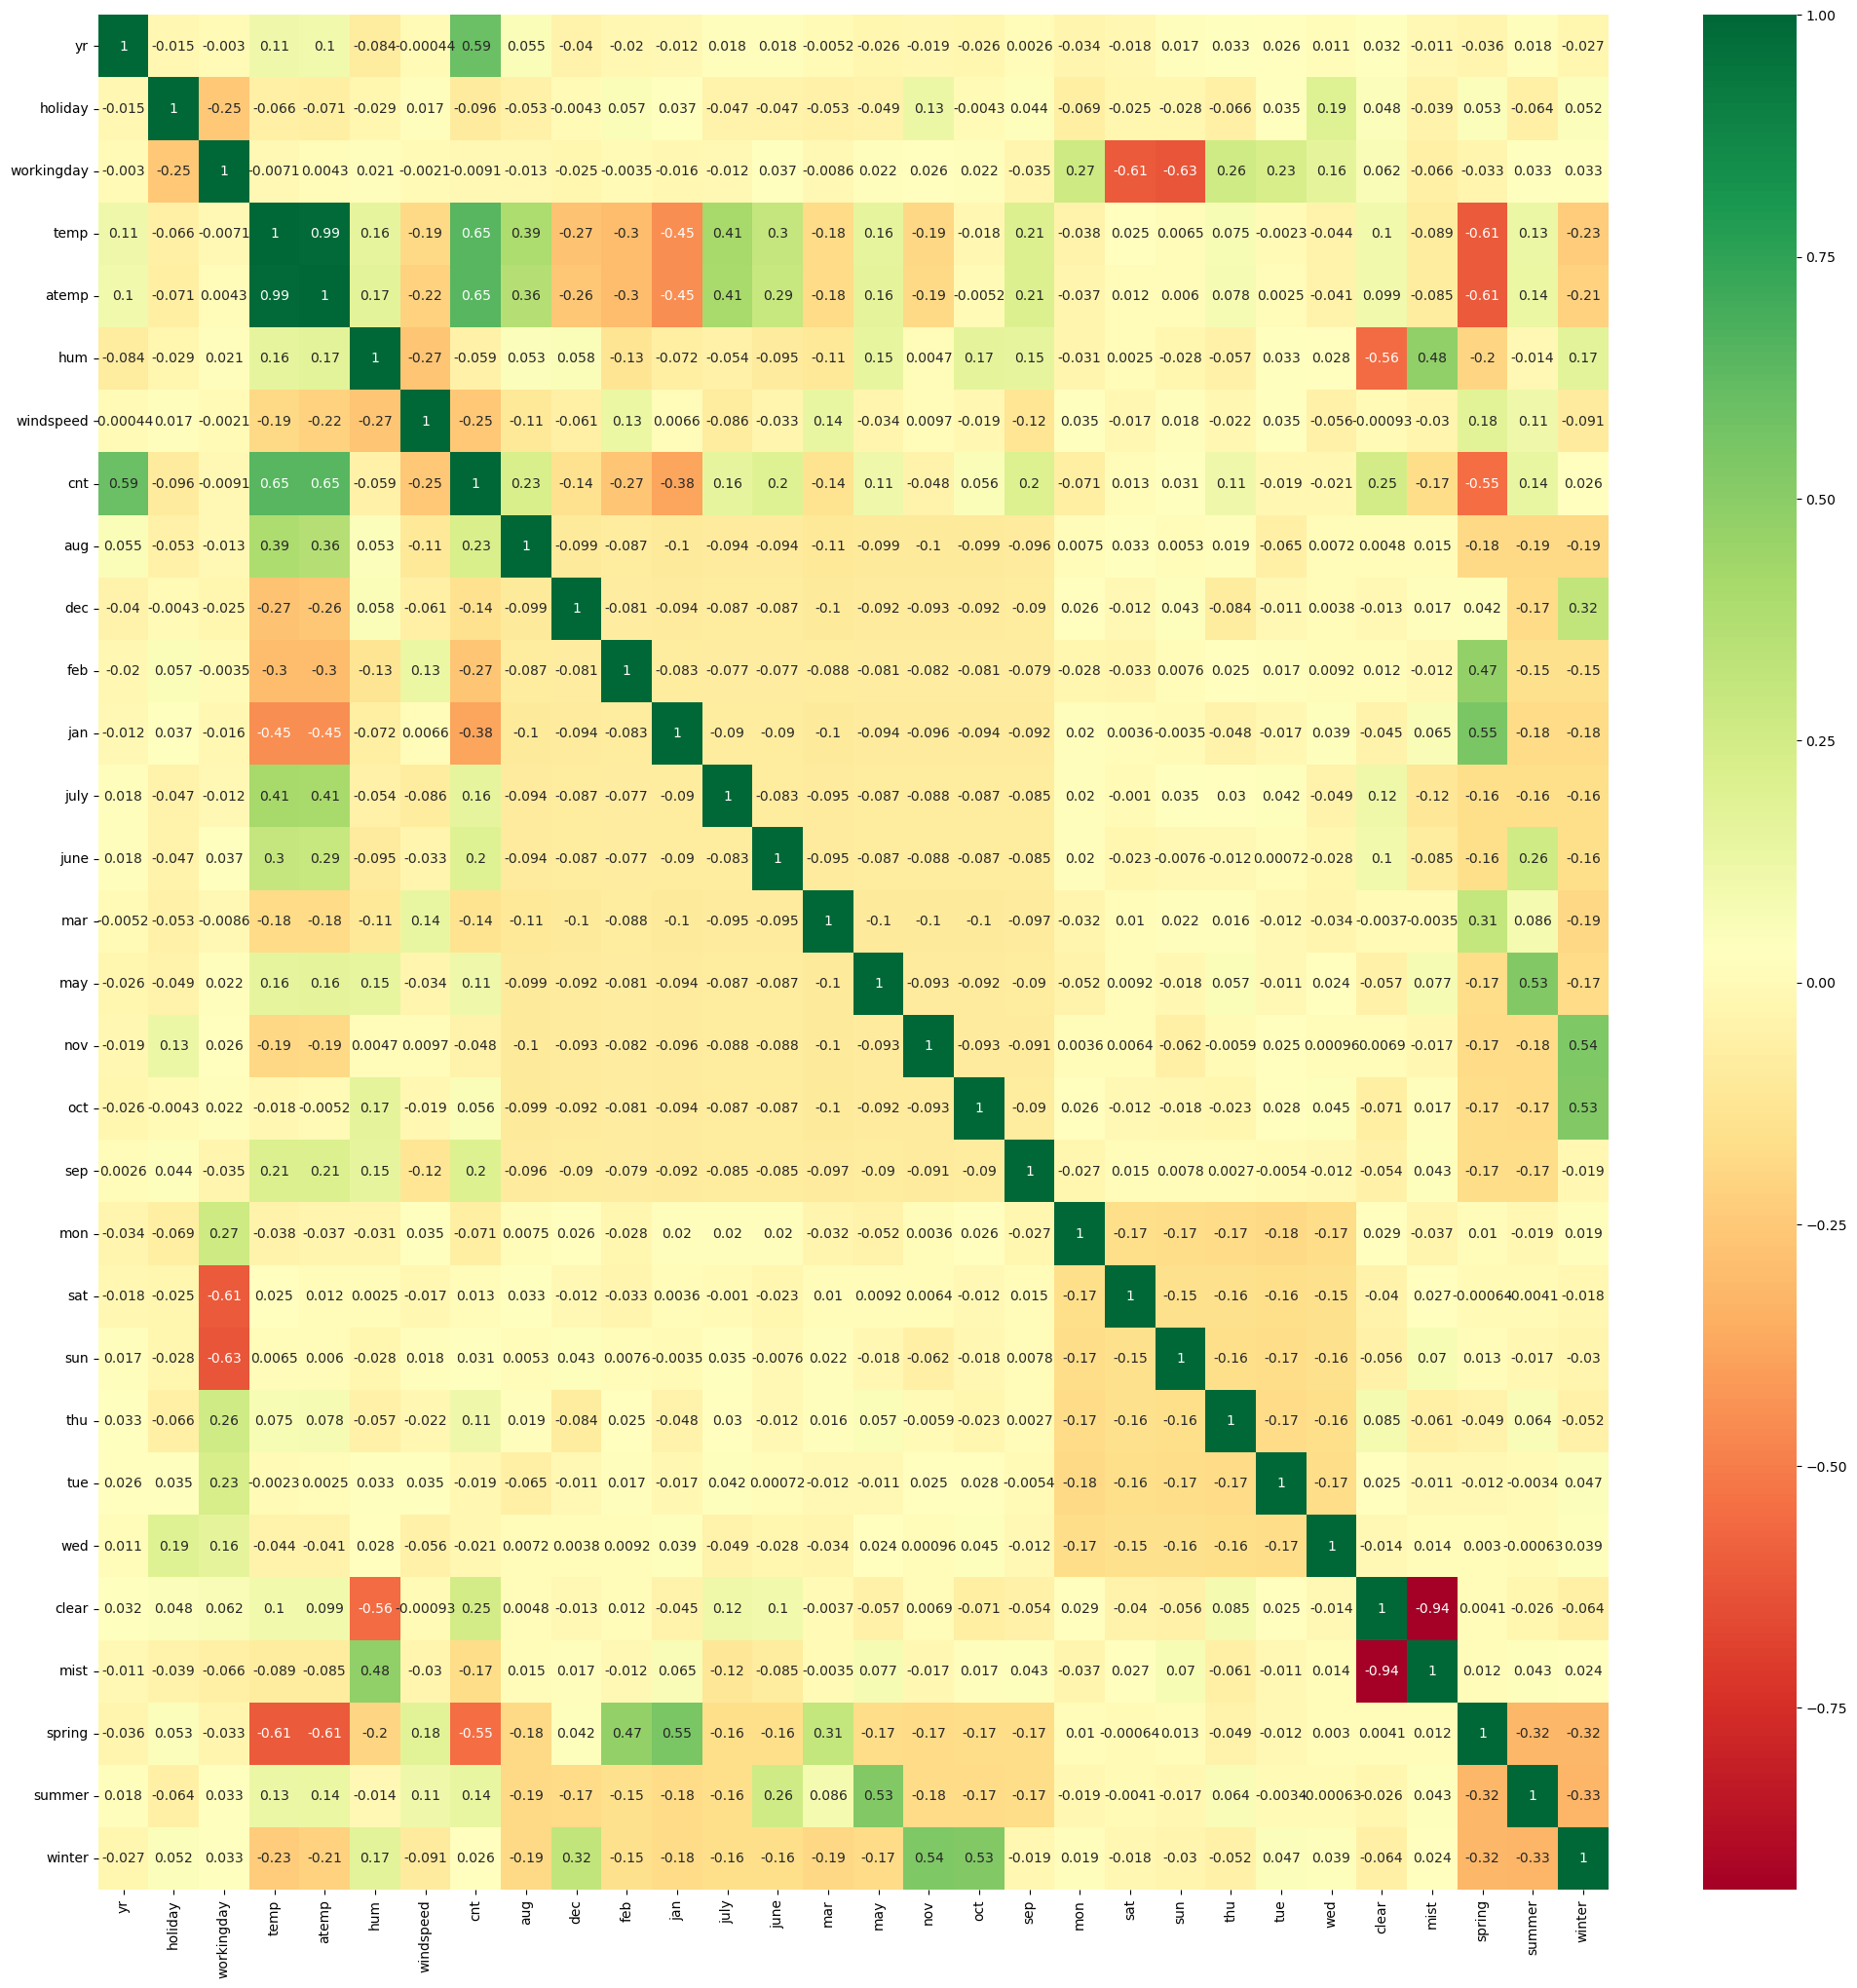 yr 1 -0.015 -0.003 0.11 0.1 -0.084 -0.00044 0.59 0.055 -0.04 -0.02 -0.012 0.018 0.018 -0.0052 -0.026 -0.019 -0.026 0.0026 -0.034 -0.018 0.017 0.033 0.026 0.011 0.032 -0.011 -0.036 0.018 -0.027
holiday -0.015 1 -0.25 -0.066 -0.071 -0.029 0.017 -0.096 -0.053 -0.0043 0.057 0.037 -0.047 -0.047 -0.053 -0.049 0.13 -0.0043 0.044 -0.069 -0.025 -0.028 -0.066 0.035 0.19 0.048 -0.039 0.053 -0.064 0.052
workingday -0.003 -0.25 1 -0.0071 0.0043 0.021 -0.0021 -0.0091 -0.013 -0.025 -0.0035 -0.016 -0.012 0.037 -0.0086 0.022 0.026 0.022 -0.035 0.27 -0.61 -0.63 0.26 0.23 0.16 0.062 -0.066 -0.033 0.033 0.033
temp 0.11 -0.066 -0.0071 1 0.99 0.16 -0.19 0.65 0.39 -0.27 -0.3 -0.45 0.41 0.3 -0.18 0.16 -0.19 -0.018 0.21 -0.038 0.025 0.0065 0.075 -0.0023 -0.044 0.1 -0.089 -0.61 0.13 -0.23
atemp 0.1 -0.071 0.0043 0.99 1 0.17 -0.22 0.65 0.36 -0.26 -0.3 -0.45 0.41 0.29 -0.18 0.16 -0.19 -0.0052 0.21 -0.037 0.012 0.006 0.078 0.0025 -0.041 0.099 -0.085 -0.61 0.14 -0.21
hum -0.084 -0.029 0.021 0.16 0.17 1 -0.27 -0.059 0.053 0.058 -0.13 -0.072 -0.054 -0.095 -0.11 0.15 0.0047 0.17 0.15 -0.031 0.0025 -0.028 -0.057 0.033 0.028 -0.56 0.48 -0.2 -0.014 0.17
windspeed -0.00044 0.017 -0.0021 -0.19 -0.22 -0.27 1 -0.25 -0.11 -0.061 0.13 0.0066 -0.086 -0.033 0.14 -0.034 0.0097 -0.019 -0.12 0.035 -0.017 0.018 -0.022 0.035 -0.056 -0.00093 -0.03 0.18 0.11 -0.091
cnt 0.59 -0.096 -0.0091 0.65 0.65 -0.059 -0.25 1 0.23 -0.14 -0.27 -0.38 0.16 0.2 -0.14 0.11 -0.048 0.056 0.2 -0.071 0.013 0.031 0.11 -0.019 -0.021 0.25 -0.17 -0.55 0.14 0.026
aug 0.055 -0.053 -0.013 0.39 0.36 0.053 -0.11 0.23 1 -0.099 -0.087 -0.1 -0.094 -0.094 -0.11 -0.099 -0.1 -0.099 -0.096 0.0075 0.033 0.0053 0.019 -0.065 0.0072 0.0048 0.015 -0.18 -0.19 -0.19
dec -0.04 -0.0043 -0.025 -0.27 -0.26 0.058 -0.061 -0.14 -0.099 1 -0.081 -0.094 -0.087 -0.087 -0.1 -0.092 -0.093 -0.092 -0.09 0.026 -0.012 0.043 -0.084 -0.011 0.0038 -0.013 0.017 0.042 -0.17 0.32
feb -0.02 0.057 -0.0035 -0.3 -0.3 -0.13 0.13 -0.27 -0.087 -0.081 1 -0.083 -0.077 -0.077 -0.088 -0.081 -0.082 -0.081 -0.079 -0.028 -0.033 0.0076 0.025 0.017 0.0092 0.012 -0.012 0.47 -0.15 -0.15
jan -0.012 0.037 -0.016 -0.45 -0.45 -0.072 0.0066 -0.38 -0.1 -0.094 -0.083 1 -0.09 -0.09 -0.1 -0.094 -0.096 -0.094 -0.092 0.02 0.0036 -0.0035 -0.048 -0.017 0.039 -0.045 0.065 0.55 -0.18 -0.18
july 0.018 -0.047 -0.012 0.41 0.41 -0.054 -0.086 0.16 -0.094 -0.087 -0.077 -0.09 1 -0.083 -0.095 -0.087 -0.088 -0.087 -0.085 0.02 -0.001 0.035 0.03 0.042 -0.049 0.12 -0.12 -0.16 -0.16 -0.16
june 0.018 -0.047 0.037 0.3 0.29 -0.095 -0.033 0.2 -0.094 -0.087 -0.077 -0.09 -0.083 1 -0.095 -0.087 -0.088 -0.087 -0.085 0.02 -0.023 -0.0076 -0.012 0.00072 -0.028 0.1 -0.085 -0.16 0.26 -0.16
mar -0.0052 -0.053 -0.0086 -0.18 -0.18 -0.11 0.14 -0.14 -0.11 -0.1 -0.088 -0.1 -0.095 -0.095 1 -0.1 -0.1 -0.1 -0.097 -0.032 0.01 0.022 0.016 -0.012 -0.034 -0.0037 -0.0035 0.31 0.086 -0.19
may -0.026 -0.049 0.022 0.16 0.16 0.15 -0.034 0.11 -0.099 -0.092 -0.081 -0.094 -0.087 -0.087 -0.1 1 -0.093 -0.092 -0.09 -0.052 0.0092 -0.018 0.057 -0.011 0.024 -0.057 0.077 -0.17 0.53 -0.17
nov -0.019 0.13 0.026 -0.19 -0.19 0.0047 0.0097 -0.048 -0.1 -0.093 -0.082 -0.096 -0.088 -0.088 -0.1 -0.093 1 -0.093 -0.091 0.0036 0.0064 -0.062 -0.0059 0.025 0.00096 0.0069 -0.017 -0.17 -0.18 0.54
oct -0.026 -0.0043 0.022 -0.018 -0.0052 0.17 -0.019 0.056 -0.099 -0.092 -0.081 -0.094 -0.087 -0.087 -0.1 -0.092 -0.093 1 -0.09 0.026 -0.012 -0.018 -0.023 0.028 0.045 -0.071 0.017 -0.17 -0.17 0.53
sep 0.0026 0.044 -0.035 0.21 0.21 0.15 -0.12 0.2 -0.096 -0.09 -0.079 -0.092 -0.085 -0.085 -0.097 -0.09 -0.091 -0.09 1 -0.027 0.015 0.0078 0.0027 -0.0054 -0.012 -0.054 0.043 -0.17 -0.17 -0.019
mon -0.034 -0.069 0.27 -0.038 -0.037 -0.031 0.035 -0.071 0.0075 0.026 -0.028 0.02 0.02 0.02 -0.032 -0.052 0.0036 0.026 -0.027 1 -0.17 -0.17 -0.17 -0.18 -0.17 0.029 -0.037 0.01 -0.019 0.019
sat -0.018 -0.025 -0.61 0.025 0.012 0.0025 -0.017 0.013 0.033 -0.012 -0.033 0.0036 -0.001 -0.023 0.01 0.0092 0.0064 -0.012 0.015 -0.17 1 -0.15 -0.16 -0.16 -0.15 -0.04 0.027 -0.00064 -0.0041 -0.018
sun 0.017 -0.028 -0.63 0.0065 0.006 -0.028 0.018 0.031 0.0053 0.043 0.0076 -0.0035 0.035 -0.0076 0.022 -0.018 -0.062 -0.018 0.0078 -0.17 -0.15 1 -0.16 -0.17 -0.16 -0.056 0.07 0.013 -0.017 -0.03
thu 0.033 -0.066 0.26 0.075 0.078 -0.057 -0.022 0.11 0.019 -0.084 0.025 -0.048 0.03 -0.012 0.016 0.057 -0.0059 -0.023 0.0027 -0.17 -0.16 -0.16 1 -0.17 -0.16 0.085 -0.061 -0.049 0.064 -0.052
tue 0.026 0.035 0.23 -0.0023 0.0025 0.033 0.035 -0.019 -0.065 -0.011 0.017 -0.017 0.042 0.00072 -0.012 -0.011 0.025 0.028 -0.0054 -0.18 -0.16 -0.17 -0.17 1 -0.17 0.025 -0.011 -0.012 -0.0034 0.047
wed 0.011 0.19 0.16 -0.044 -0.041 0.028 -0.056 -0.021 0.0072 0.0038 0.0092 0.039 -0.049 -0.028 -0.034 0.024 0.00096 0.045 -0.012 -0.17 -0.15 -0.16 -0.16 -0.17 1 -0.014 0.014 0.003 -0.00063 0.039
clear 0.032 0.048 0.062 0.1 0.099 -0.56 -0.00093 0.25 0.0048 -0.013 0.012 -0.045 0.12 0.1 -0.0037 -0.057 0.0069 -0.071 -0.054 0.029 -0.04 -0.056 0.085 0.025 -0.014 1 -0.94 0.0041 -0.026 -0.064
mist -0.011 -0.039 -0.066 -0.089 -0.085 0.48 -0.03 -0.17 0.015 0.017 -0.012 0.065 -0.12 -0.085 -0.0035 0.077 -0.017 0.017 0.043 -0.037 0.027 0.07 -0.061 -0.011 0.014 -0.94 1 0.012 0.043 0.024
spring -0.036 0.053 -0.033 -0.61 -0.61 -0.2 0.18 -0.55 -0.18 0.042 0.47 0.55 -0.16 -0.16 0.31 -0.17 -0.17 -0.17 -0.17 0.01 -0.00064 0.013 -0.049 -0.012 0.003 0.0041 0.012 1 -0.32 -0.32
summer 0.018 -0.064 0.033 0.13 0.14 -0.014 0.11 0.14 -0.19 -0.17 -0.15 -0.18 -0.16 0.26 0.086 0.53 -0.18 -0.17 -0.17 -0.019 -0.0041 -0.017 0.064 -0.0034 -0.00063 -0.026 0.043 -0.32 1 -0.33
winter -0.027 0.052 0.033 -0.23 -0.21 0.17 -0.091 0.026 -0.19 0.32 -0.15 -0.18 -0.16 -0.16 -0.19 -0.17 0.54 0.53 -0.019 0.019 -0.018 -0.03 -0.052 0.047 0.039 -0.064 0.024 -0.32 -0.33 1
yr holiday workingday temp atemp hum windspeed cnt aug dec feb jan july june mar may nov oct sep mon sat sun thu tue wed clear mist spring summer winter
1.00
0.75
0.50
0.25
0.00
−0.25
−0.50
−0.75